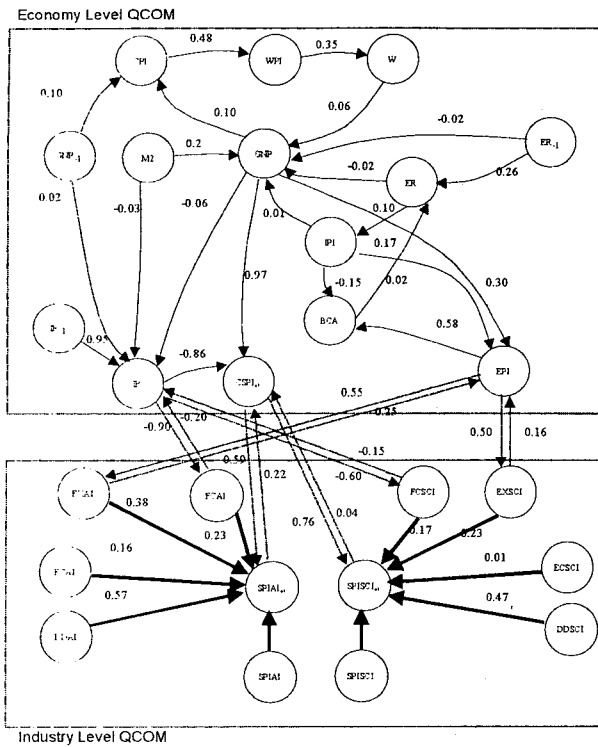 Economy Level QCOM
0.48
0.35
WPI
W
0.10
0.10
0.06
-0.02
M2
0.2
GNP
ER-1
-0.02
ER
0.26
0.02
-0.03
-0.06
0.01
0.10
IPI
0.17
0.97
-0.15
0.02
0.30
BCA
0.58
0.95
-0.86
EPI
0.55
-0.25
-0.90
-0.20
-0.15
0.50
0.16
0.59
0.22
-0.60
FCAI
FCSCI
EXSCI
0.38
0.04
0.76
0.23
0.17
0.23
0.16
0.01
ECSCI
0.57
SPIAI+1
SPISCI+1
0.47
DDSCI
SPIAI
SPISCI
Industry Level QCOM